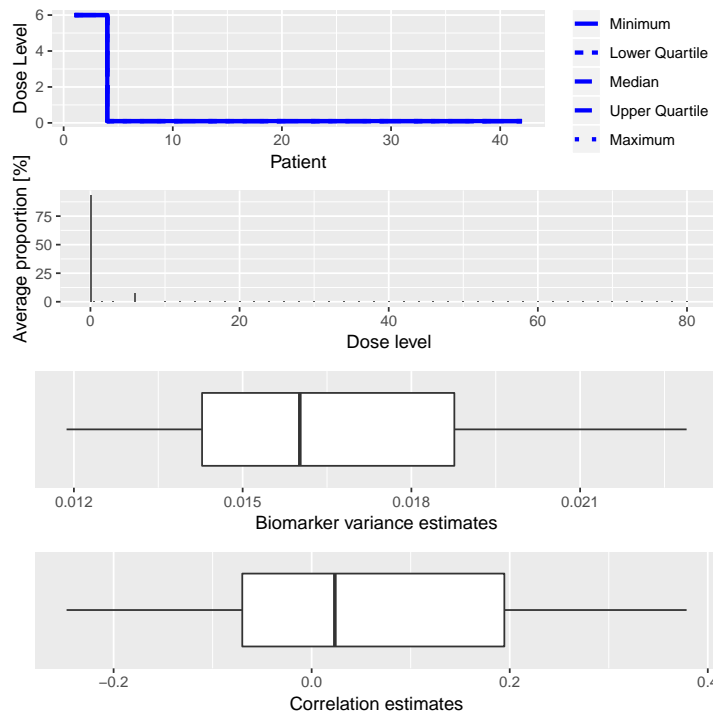 Dose Level
6
4
2
0
0 10 20 30 40
Patient
Minimum
Lower Quartile
Median
Upper Quartile
Maximum
Average proportion [%]
75
50
25
0
0 20 40 60 80
Dose level
0.012 0.015 0.018 0.021
Biomarker variance estimates
−0.2 0.0 0.2 0.4
Correlation estimates